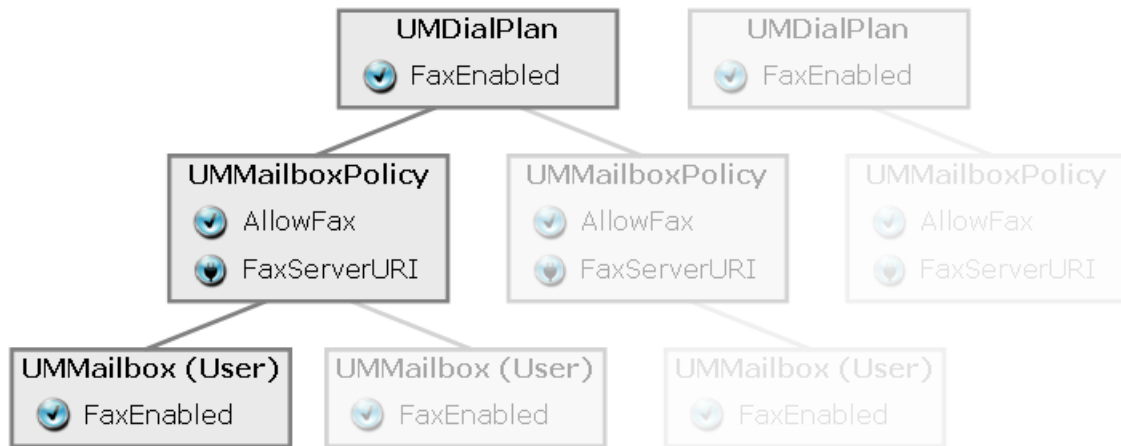 UMDialPlan
FaxEnabled
UMDialPlan
FaxEnabled
UMMailboxPolicy
AllowFax
FaxServerURI
UMMailboxPolicy
AllowFax
FaxServerURI
UMMailboxPolicy
AllowFax
FaxServerURI
UMMailbox (User)
FaxEnabled
UMMailbox (User)
FaxEnabled
UMMailbox (User)
FaxEnabled